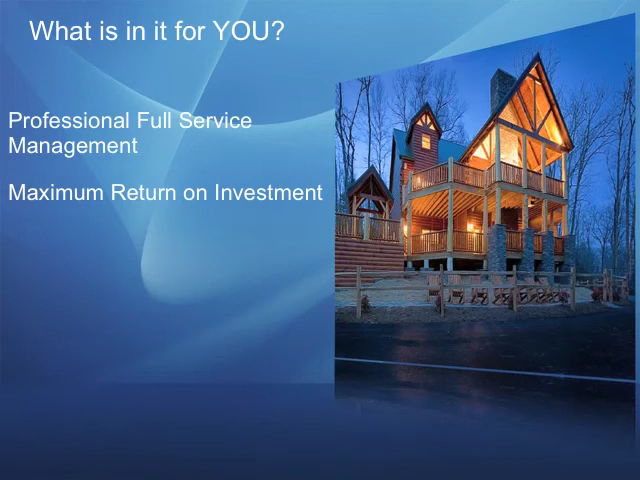 What is in it for YOU?
Professional Full Service
Management
Maximum Return on Investment